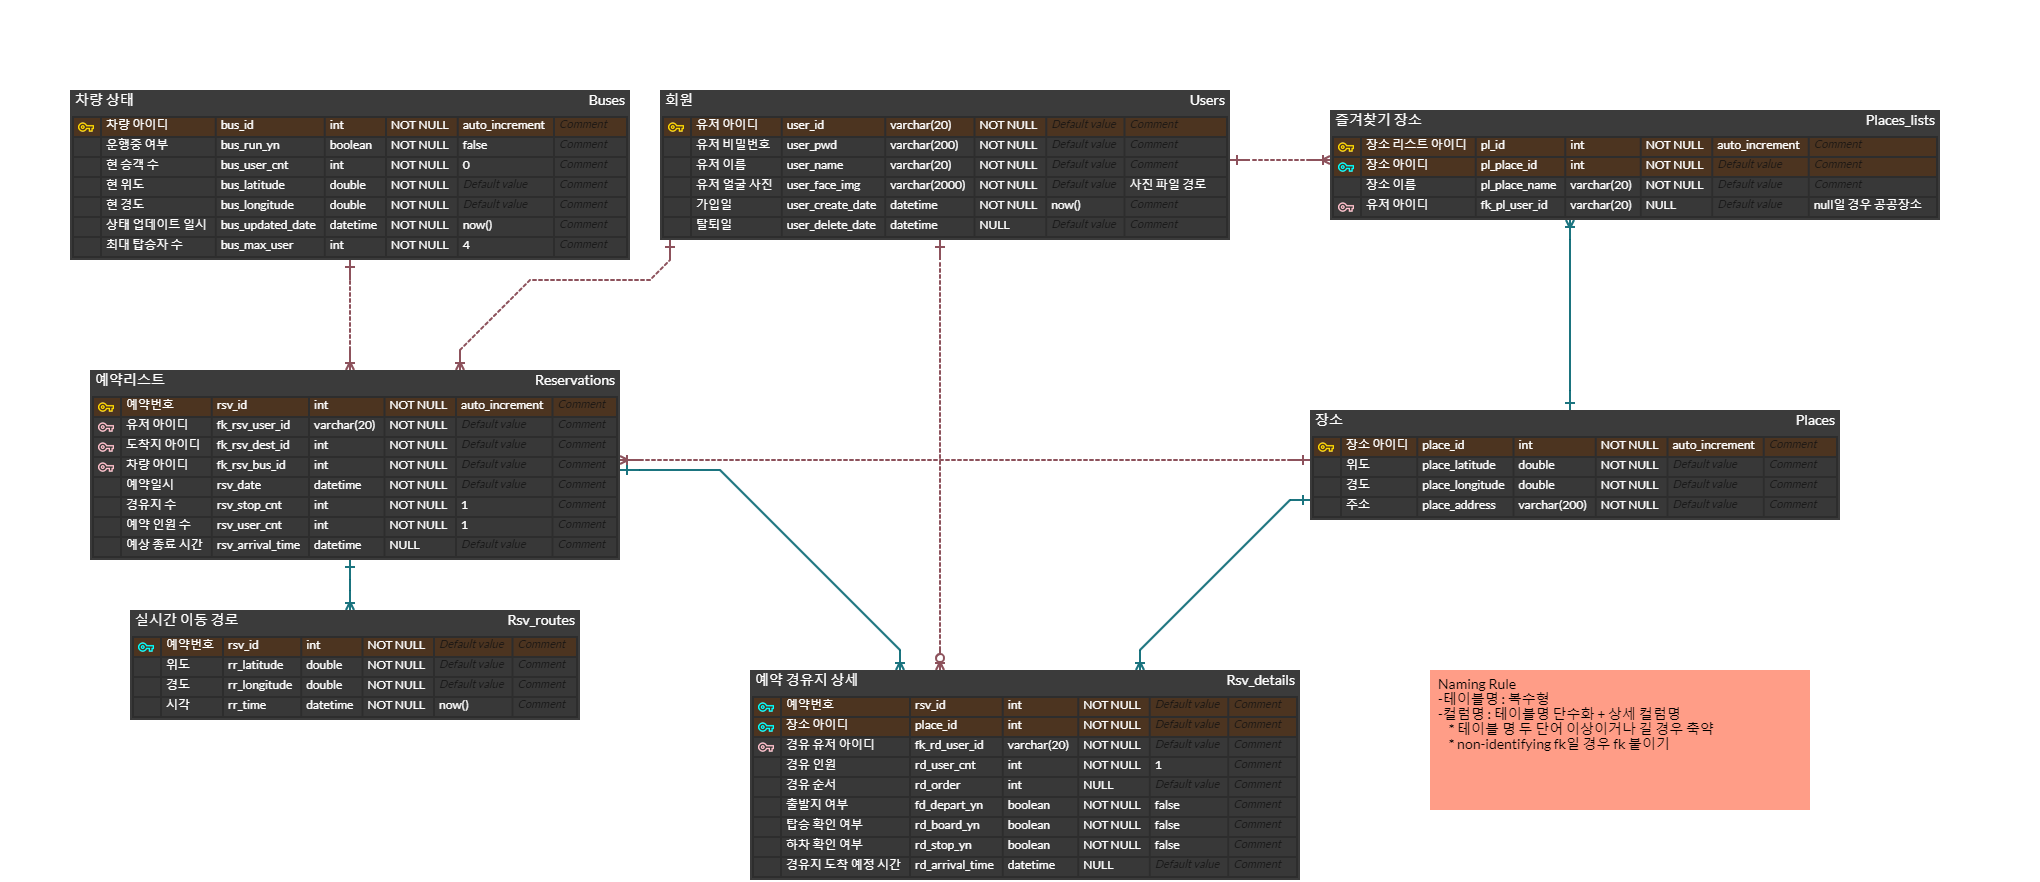 차량 상태 Buses
차량 아이디 bus_id int NOT NULL auto_increment Comment
운행중 여부 bus_run_yn boolean NOT NULL false Comment
현 승객 수 bus_user_cnt int NOT NULL 0 Comment
현 위도 bus_latitude double NOT NULL Default value Comment
현 경도 bus_longitude double NOT NULL Default value Comment
상태 업데이트 일시 bus_updated_date datetime NOT NULL now() Comment
최대 탑승자 수 bus_max_user int NOT NULL 4 Comment
회원 Users
유저 아이디 user_id varchar(20) NOT NULL Default value Comment
유저 비밀번호 user_pwd varchar(200) NOT NULL Default value Comment
유저 이름 user_name varchar(20) NOT NULL Default value Comment
유저 얼굴 사진 user_face_img varchar(2000) NOT NULL Default value 사진 파일 경로
가입일 user_create_date datetime NOT NULL now() Comment
탈퇴일 user_delete_date datetime NULL Default value Comment
즐겨찾기 장소 Places_lists
장소 리스트 아이디 pl_id int NOT NULL auto_increment Comment
장소 아이디 pl_place_id int NOT NULL Default value Comment
장소 이름 pl_place_name varchar(20) NOT NULL Default value Comment
유저 아이디 fk_pl_user_id varchar(20) NULL Default value null일 경우 공공장소
예약리스트 Reservations
예약번호 rsv_id int NOT NULL auto_increment Comment
유저 아이디 fk_rsv_user_id varchar(20) NOT NULL Default value Comment
도착지 아이디 fk_rsv_dest_id int NOT NULL Default value Comment
차량 아이디 fk_rsv_bus_id int NOT NULL Default value Comment
예약일시 rsv_date datetime NOT NULL Default value Comment
경유지 수 rsv_stop_cnt int NOT NULL 1 Comment
예약 인원 수 rsv_user_cnt int NOT NULL 1 Comment
예상 종료 시간 rsv_arrival_time datetime NULL Default value Comment
장소 Places
장소 아이디 place_id int NOT NULL auto_increment Comment
위도 place_latitude double NOT NULL Default value Comment
경도 place_longitude double NOT NULL Default value Comment
주소 place_address varchar(200) NOT NULL Default value Comment
실시간 이동 경로 Rsv_routes
예약번호 rsv_id int NOT NULL Default value Comment
위도 rr_latitude double NOT NULL Default value Comment
경도 rr_longitude double NOT NULL Default value Comment
시각 rr_time datetime NOT NULL now() Comment
예약 경유지 상세 Rsv_details
예약번호 rsv_id int NOT NULL Default value Comment
장소 아이디 place_id int NOT NULL Default value Comment
경유 유저 아이디 fk_rd_user_id varchar(20) NOT NULL Default value Comment
경유 인원 rd_user_cnt int NOT NULL 1 Comment
경유 순서 rd_order int NULL Default value Comment
출발지 여부 fd_depart_yn boolean NOT NULL false Comment
탑승 확인 여부 rd_board_yn boolean NOT NULL false Comment
하차 확인 여부 rd_stop_yn boolean NOT NULL false Comment
경유지 도착 예정 시간 rd_arrival_time datetime NULL Default value Comment
Naming Rule
-테이블명 : 복수형
-컬럼명 : 테이블명 단수화 + 상세 컬럼명
* 테이블 명 두 단어 이상이거나 길 경우 축약
* non-identifying fk일 경우 fk 붙이기